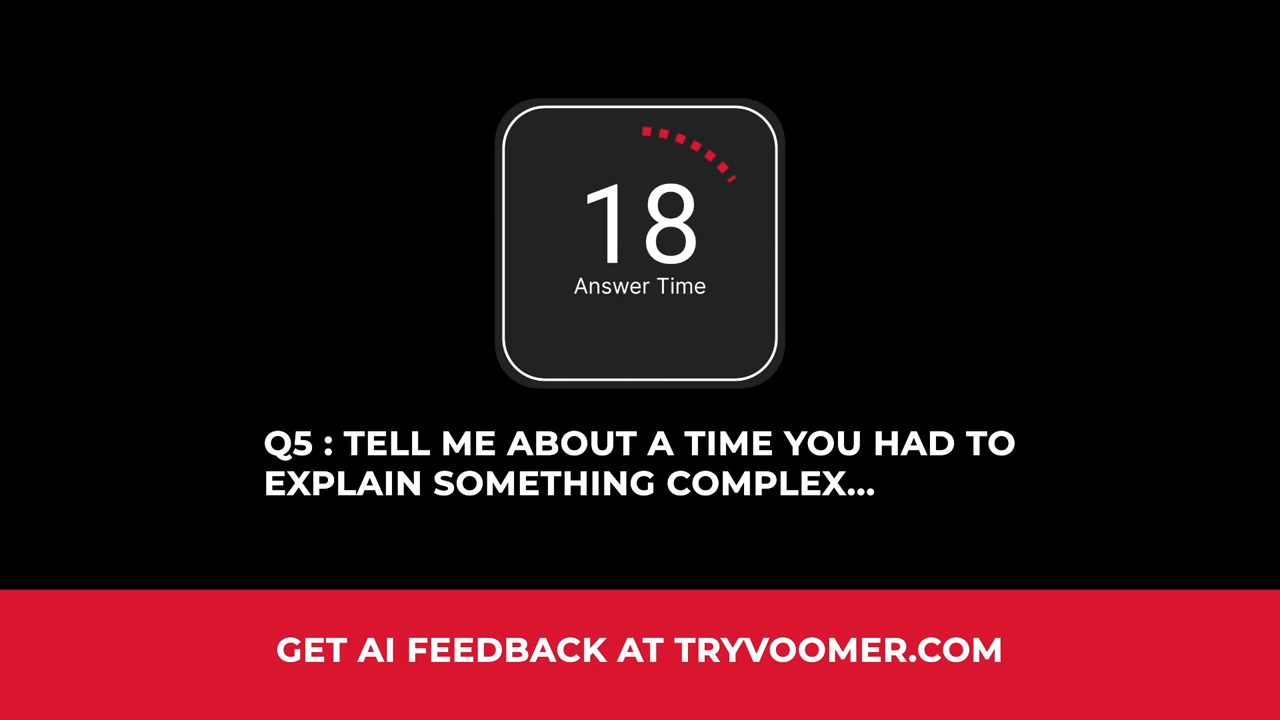 18
Answer Time
Q5 : TELL ME ABOUT A TIME YOU HAD TO
EXPLAIN SOMETHING COMPLEX...
GET AI FEEDBACK AT TRYVOOMER.COM